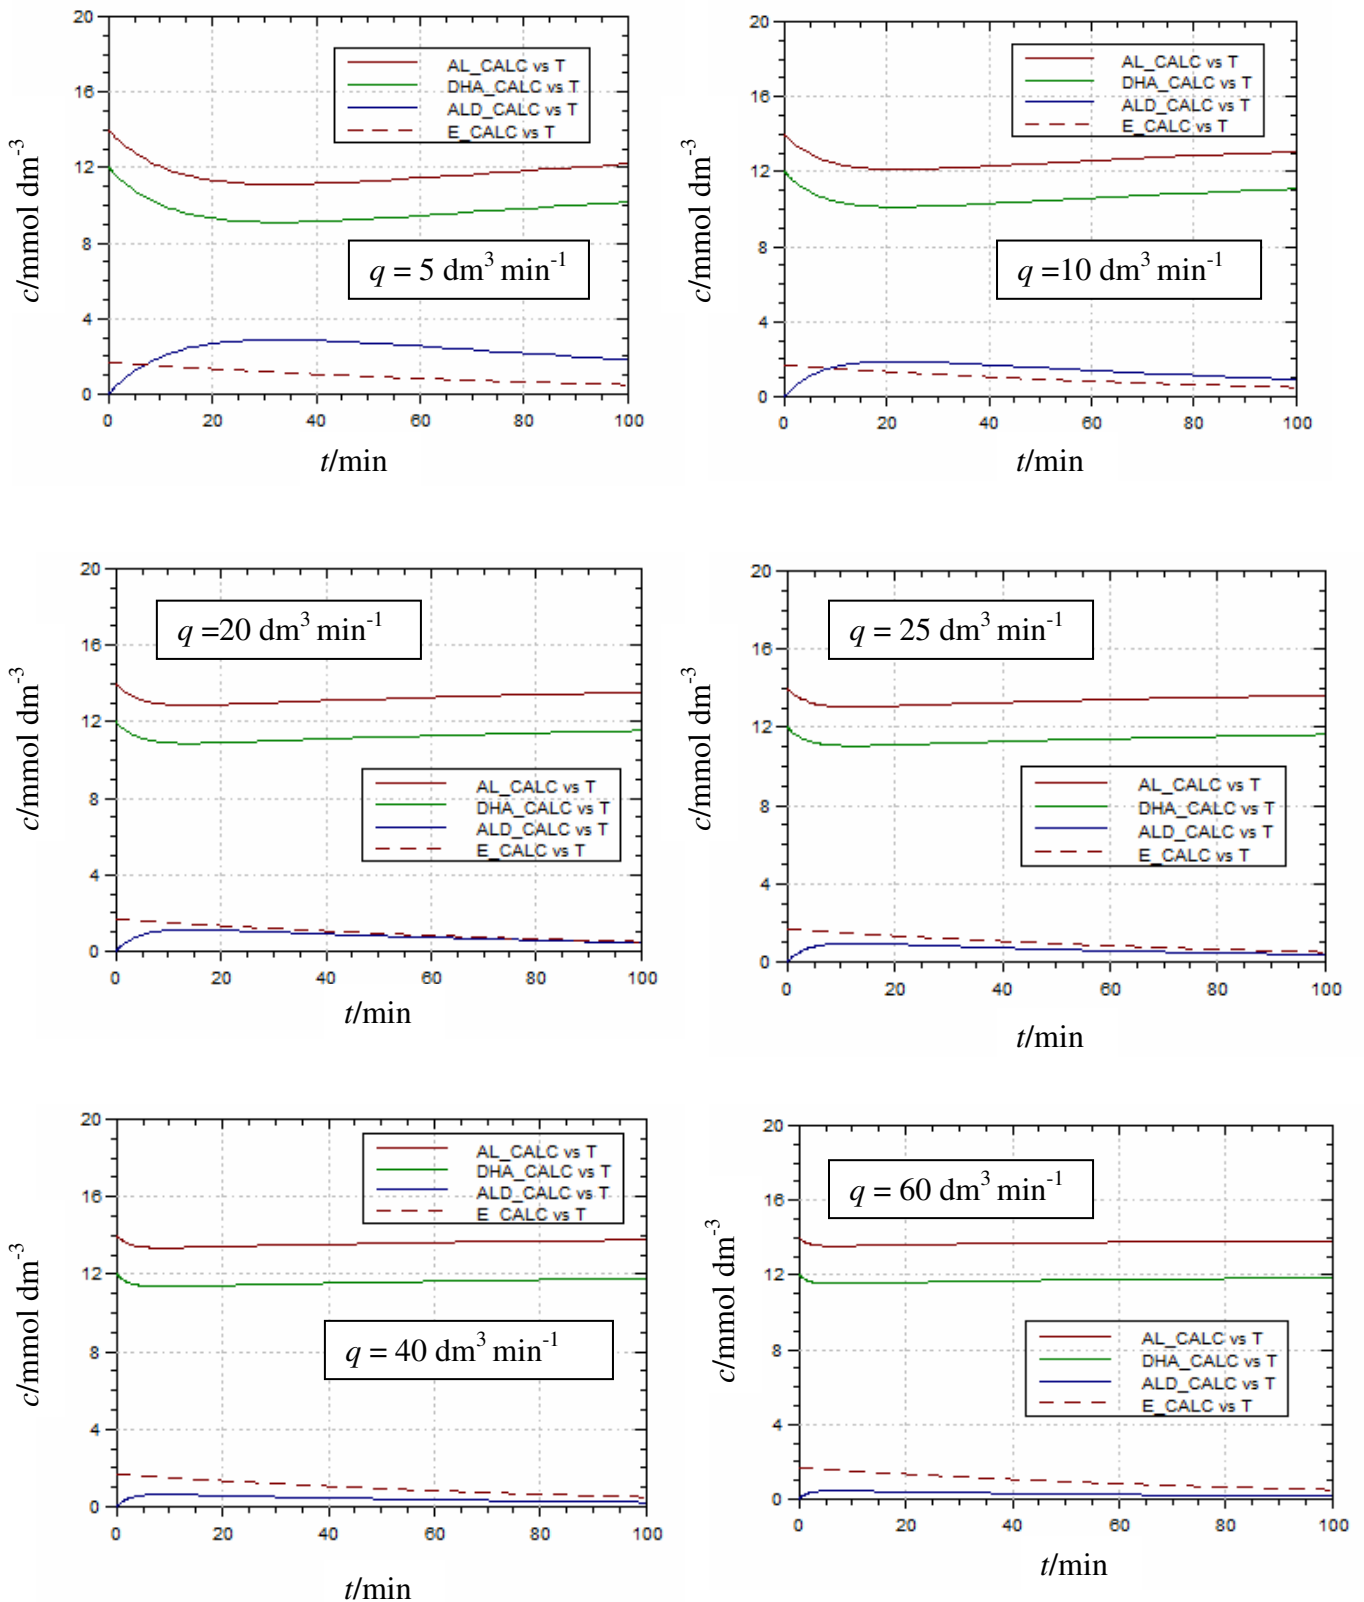 20
16
12
8
4
0
c/mmol dm⁻³
AL_CALC vs T
DHA_CALC vs T
ALD_CALC vs T
E_CALC vs T
q = 5 dm³ min⁻¹
0 20 40 60 80 100
t/min
20
16
12
8
4
0
c/mmol dm⁻³
AL_CALC vs T
DHA_CALC vs T
ALD_CALC vs T
E_CALC vs T
q =10 dm³ min⁻¹
0 20 40 60 80 100
t/min
20
16
12
8
4
0
c/mmol dm⁻³
q =20 dm³ min⁻¹
AL_CALC vs T
DHA_CALC vs T
ALD_CALC vs T
E_CALC vs T
0 20 40 60 80 100
t/min
20
16
12
8
4
0
c/mmol dm⁻³
q = 25 dm³ min⁻¹
AL_CALC vs T
DHA_CALC vs T
ALD_CALC vs T
E_CALC vs T
0 20 40 60 80 100
t/min
20
16
12
8
4
0
c/mmol dm⁻³
AL_CALC vs T
DHA_CALC vs T
ALD_CALC vs T
E_CALC vs T
q = 40 dm³ min⁻¹
0 20 40 60 80 100
t/min
20
16
12
8
4
0
c/mmol dm⁻³
q = 60 dm³ min⁻¹
AL_CALC vs T
DHA_CALC vs T
ALD_CALC vs T
E_CALC vs T
0 20 40 60 80 100
t/min